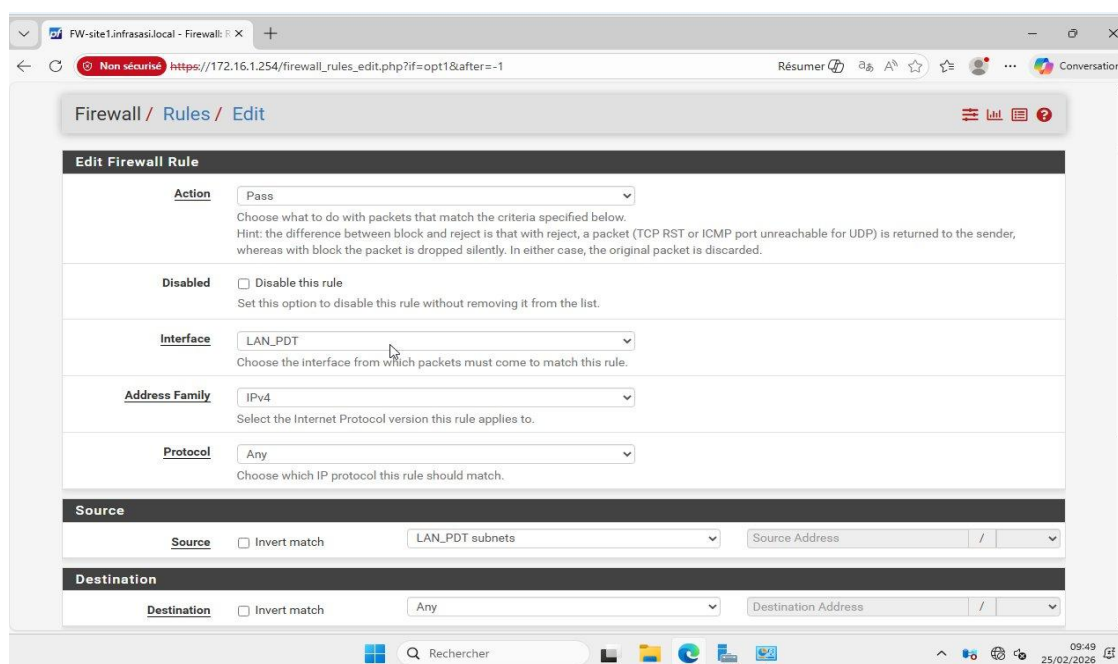 FW-site1.infrasasi.local - Firewall: R
Non sécurisé https://172.16.1.254/firewall_rules_edit.php?if=opt1&after=-1 Résumer Conversation
Firewall / Rules / Edit
Edit Firewall Rule
Action Pass
Choose what to do with packets that match the criteria specified below.
Hint: the difference between block and reject is that with reject, a packet (TCP RST or ICMP port unreachable for UDP) is returned to the sender,
whereas with block the packet is dropped silently. In either case, the original packet is discarded.
Disabled Disable this rule
Set this option to disable this rule without removing it from the list.
Interface LAN_PDT
Choose the interface from which packets must come to match this rule.
Address Family IPv4
Select the Internet Protocol version this rule applies to.
Protocol Any
Choose which IP protocol this rule should match.
Source
Source Invert match LAN_PDT subnets Source Address /
Destination
Destination Invert match Any Destination Address /
Rechercher 09:49
25/02/2026